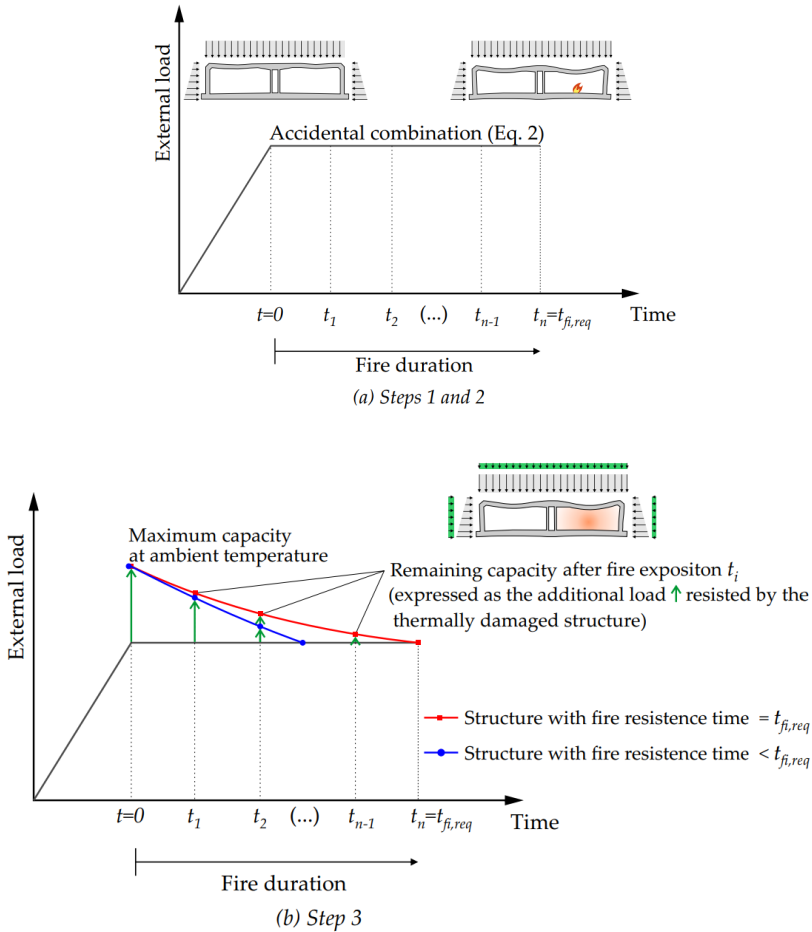 External load
Accidental combination (Eq. 2)
t=0 t1 t2 (...) tn-1 tn=tfi,req Time
Fire duration
(a) Steps 1 and 2
External load
Maximum capacity
at ambient temperature
Remaining capacity after fire expositon ti
(expressed as the additional load ↑ resisted by the
thermally damaged structure)
Structure with fire resistence time = tfi,req
Structure with fire resistence time < tfi,req
t=0 t1 t2 (...) tn-1 tn=tfi,req Time
Fire duration
(b) Step 3